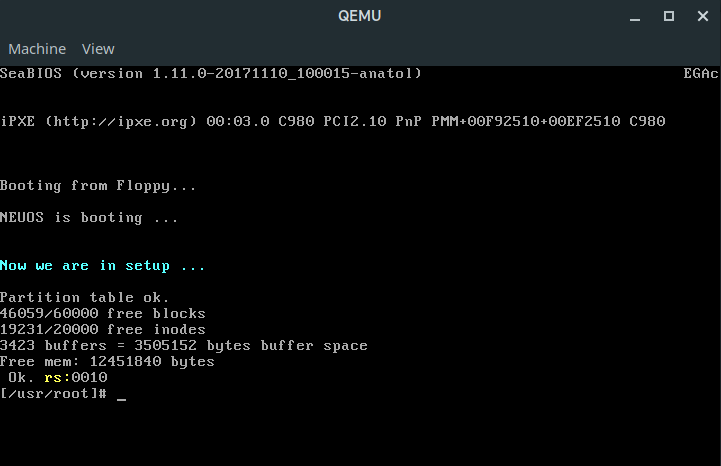 QEMU
Machine View
SeaBIOS (version 1.11.0-20171110_100015-anatol) EGAc
iPXE (http://ipxe.org) 00:03.0 C980 PCI2.10 PnP PMM+00F92510+00EF2510 C980
Booting from Floppy...
NEUOS is booting ...
Now we are in setup ...
Partition table ok.
46059/60000 free blocks
19231/20000 free inodes
3423 buffers = 3505152 bytes buffer space
Free mem: 12451840 bytes
Ok. rs:0010
[/usr/root]# _